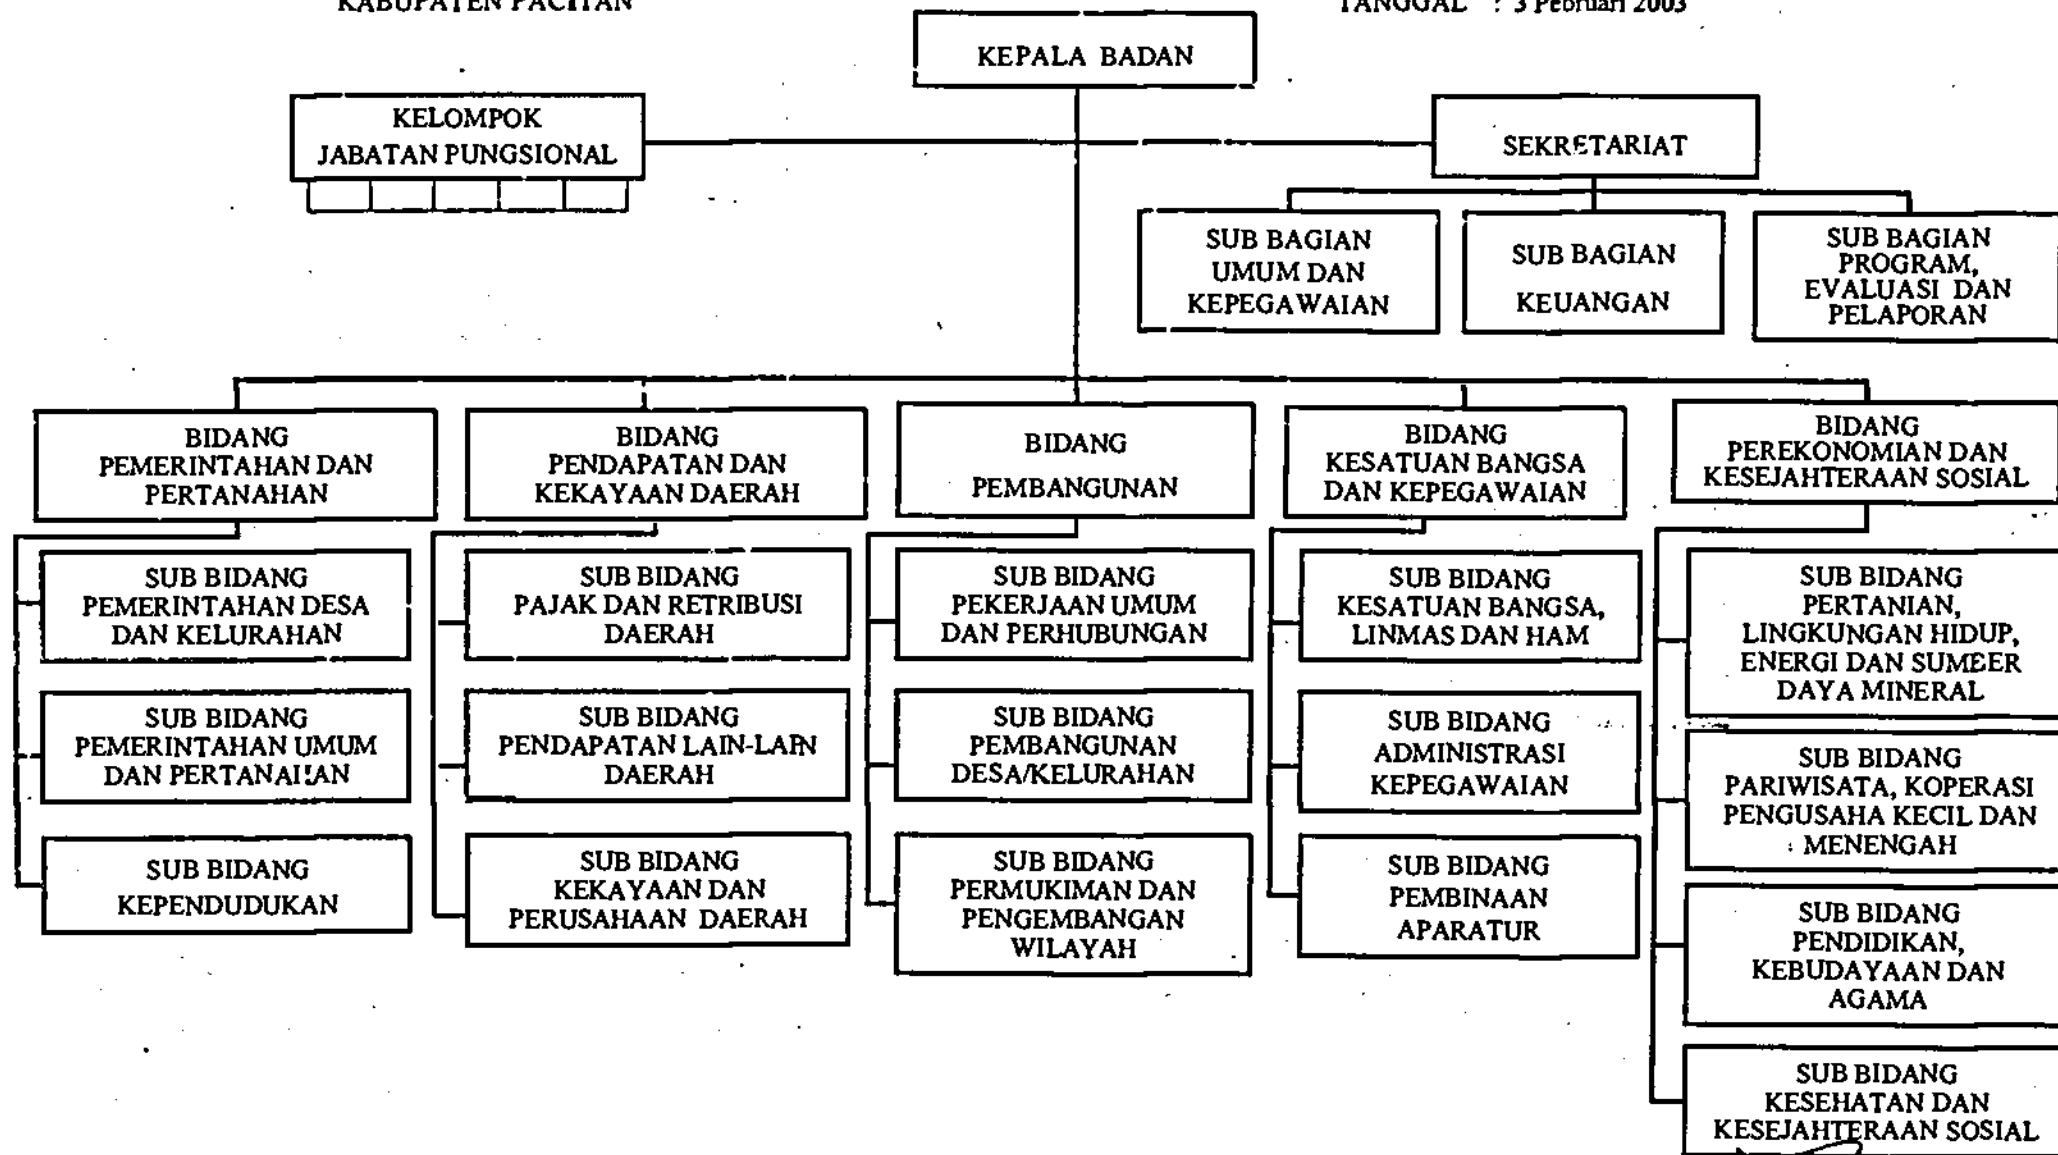 KABUPATEN PACITAN
TANGGAL : 3 Pebruari 2003
KEPALA BADAN
KELOMPOK
JABATAN PUNGSIONAL
SEKRETARIAT
SUB BAGIAN
UMUM DAN
KEPEGAWAIAN
SUB BAGIAN
KEUANGAN
SUB BAGIAN
PROGRAM,
EVALUASI DAN
PELAPORAN
BIDANG
PEMERINTAHAN DAN
PERTANAHAN
BIDANG
PENDAPATAN DAN
KEKAYAAN DAERAH
BIDANG
PEMBANGUNAN
BIDANG
KESATUAN BANGSA
DAN KEPEGAWAIAN
BIDANG
PEREKONOMIAN DAN
KESEJAHTERAAN SOSIAL
SUB BIDANG
PEMERINTAHAN DESA
DAN KELURAHAN
SUB BIDANG
PEMERINTAHAN UMUM
DAN PERTANAHAN
SUB BIDANG
KEPENDUDUKAN
SUB BIDANG
PAJAK DAN RETRIBUSI
DAERAH
SUB BIDANG
PENDAPATAN LAIN-LAIN
DAERAH
SUB BIDANG
KEKAYAAN DAN
PERUSAHAAN DAERAH
SUB BIDANG
PEKERJAAN UMUM
DAN PERHUBUNGAN
SUB BIDANG
PEMBANGUNAN
DESA/KELURAHAN
SUB BIDANG
PERMUKIMAN DAN
PENGEMBANGAN
WILAYAH
SUB BIDANG
KESATUAN BANGSA,
LINMAS DAN HAM
SUB BIDANG
ADMINISTRASI
KEPEGAWAIAN
SUB BIDANG
PEMBINAAN
APARATUR
SUB BIDANG
PERTANIAN,
LINGKUNGAN HIDUP,
ENERGI DAN SUMBER
DAYA MINERAL
SUB BIDANG
PARIWISATA, KOPERASI
PENGUSAHA KECIL DAN
MENENGAH
SUB BIDANG
PENDIDIKAN,
KEBUDAYAAN DAN
AGAMA
SUB BIDANG
KESEHATAN DAN
KESEJAHTERAAN SOSIAL